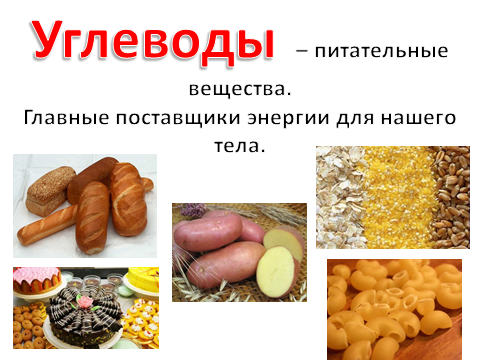 Углеводы – питательные
вещества.
Главные поставщики энергии для нашего
тела.